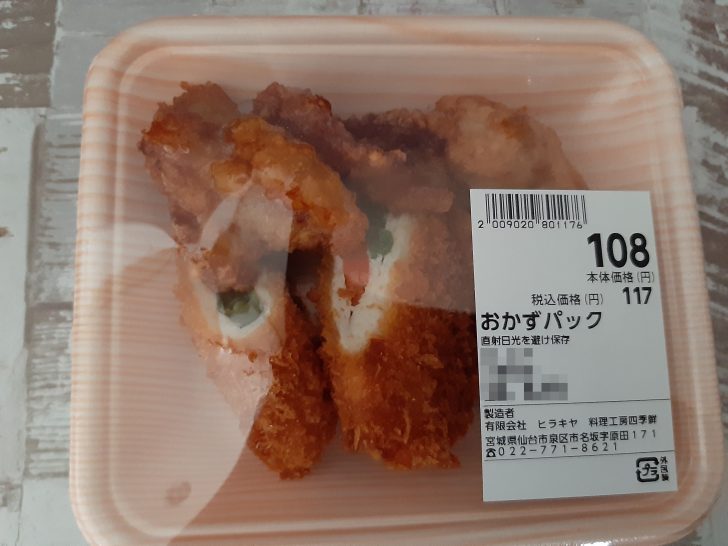 2 009020 801176
108
本体価格(円)
税込価格(円) 117
おかずパック
直射日光を避け保存
製造者
有限会社 ヒラキヤ 料理工房四季鮮
宮城県仙台市泉区市名坂字原田171
☎022-771-8621
プラ
外包装